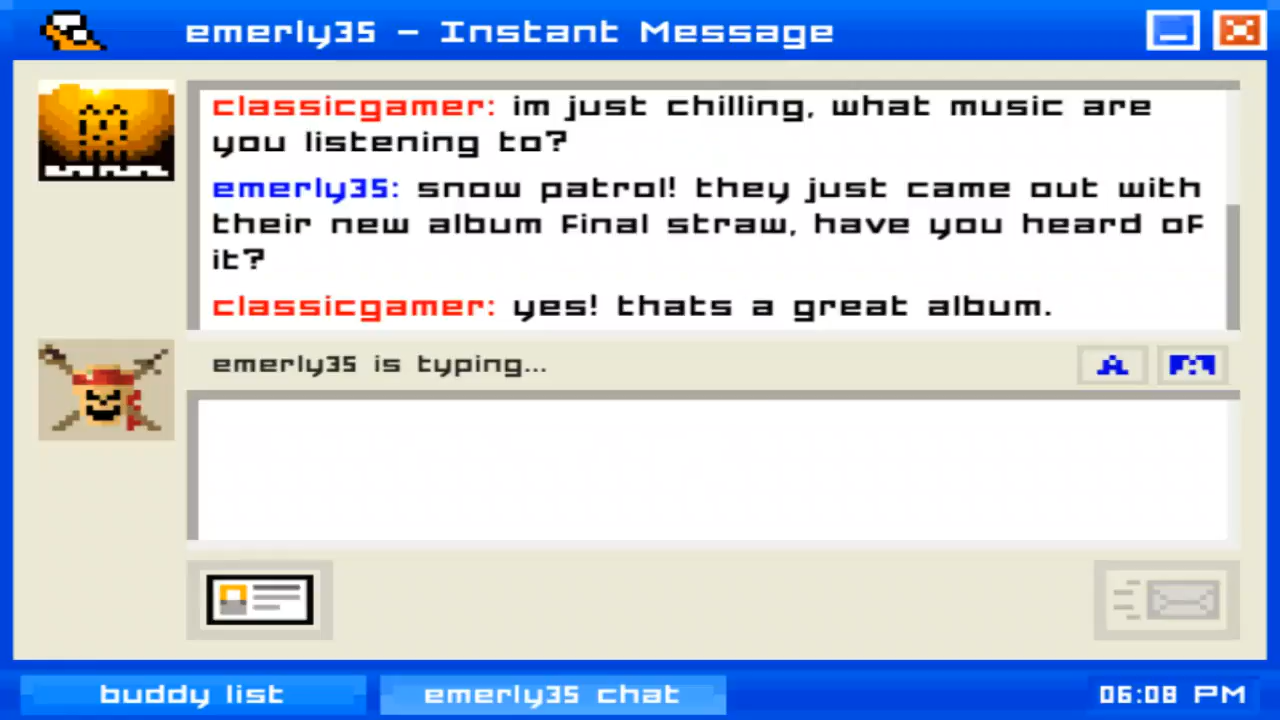 emerly35 - Instant Message
classicgamer: im just chilling, what music are
you listening to?
emerly35: snow patrol! they just came out with
their new album final straw, have you heard of
it?
classicgamer: yes! thats a great album.
emerly35 is typing...
A
buddy list
emerly35 chat
06:08 PM